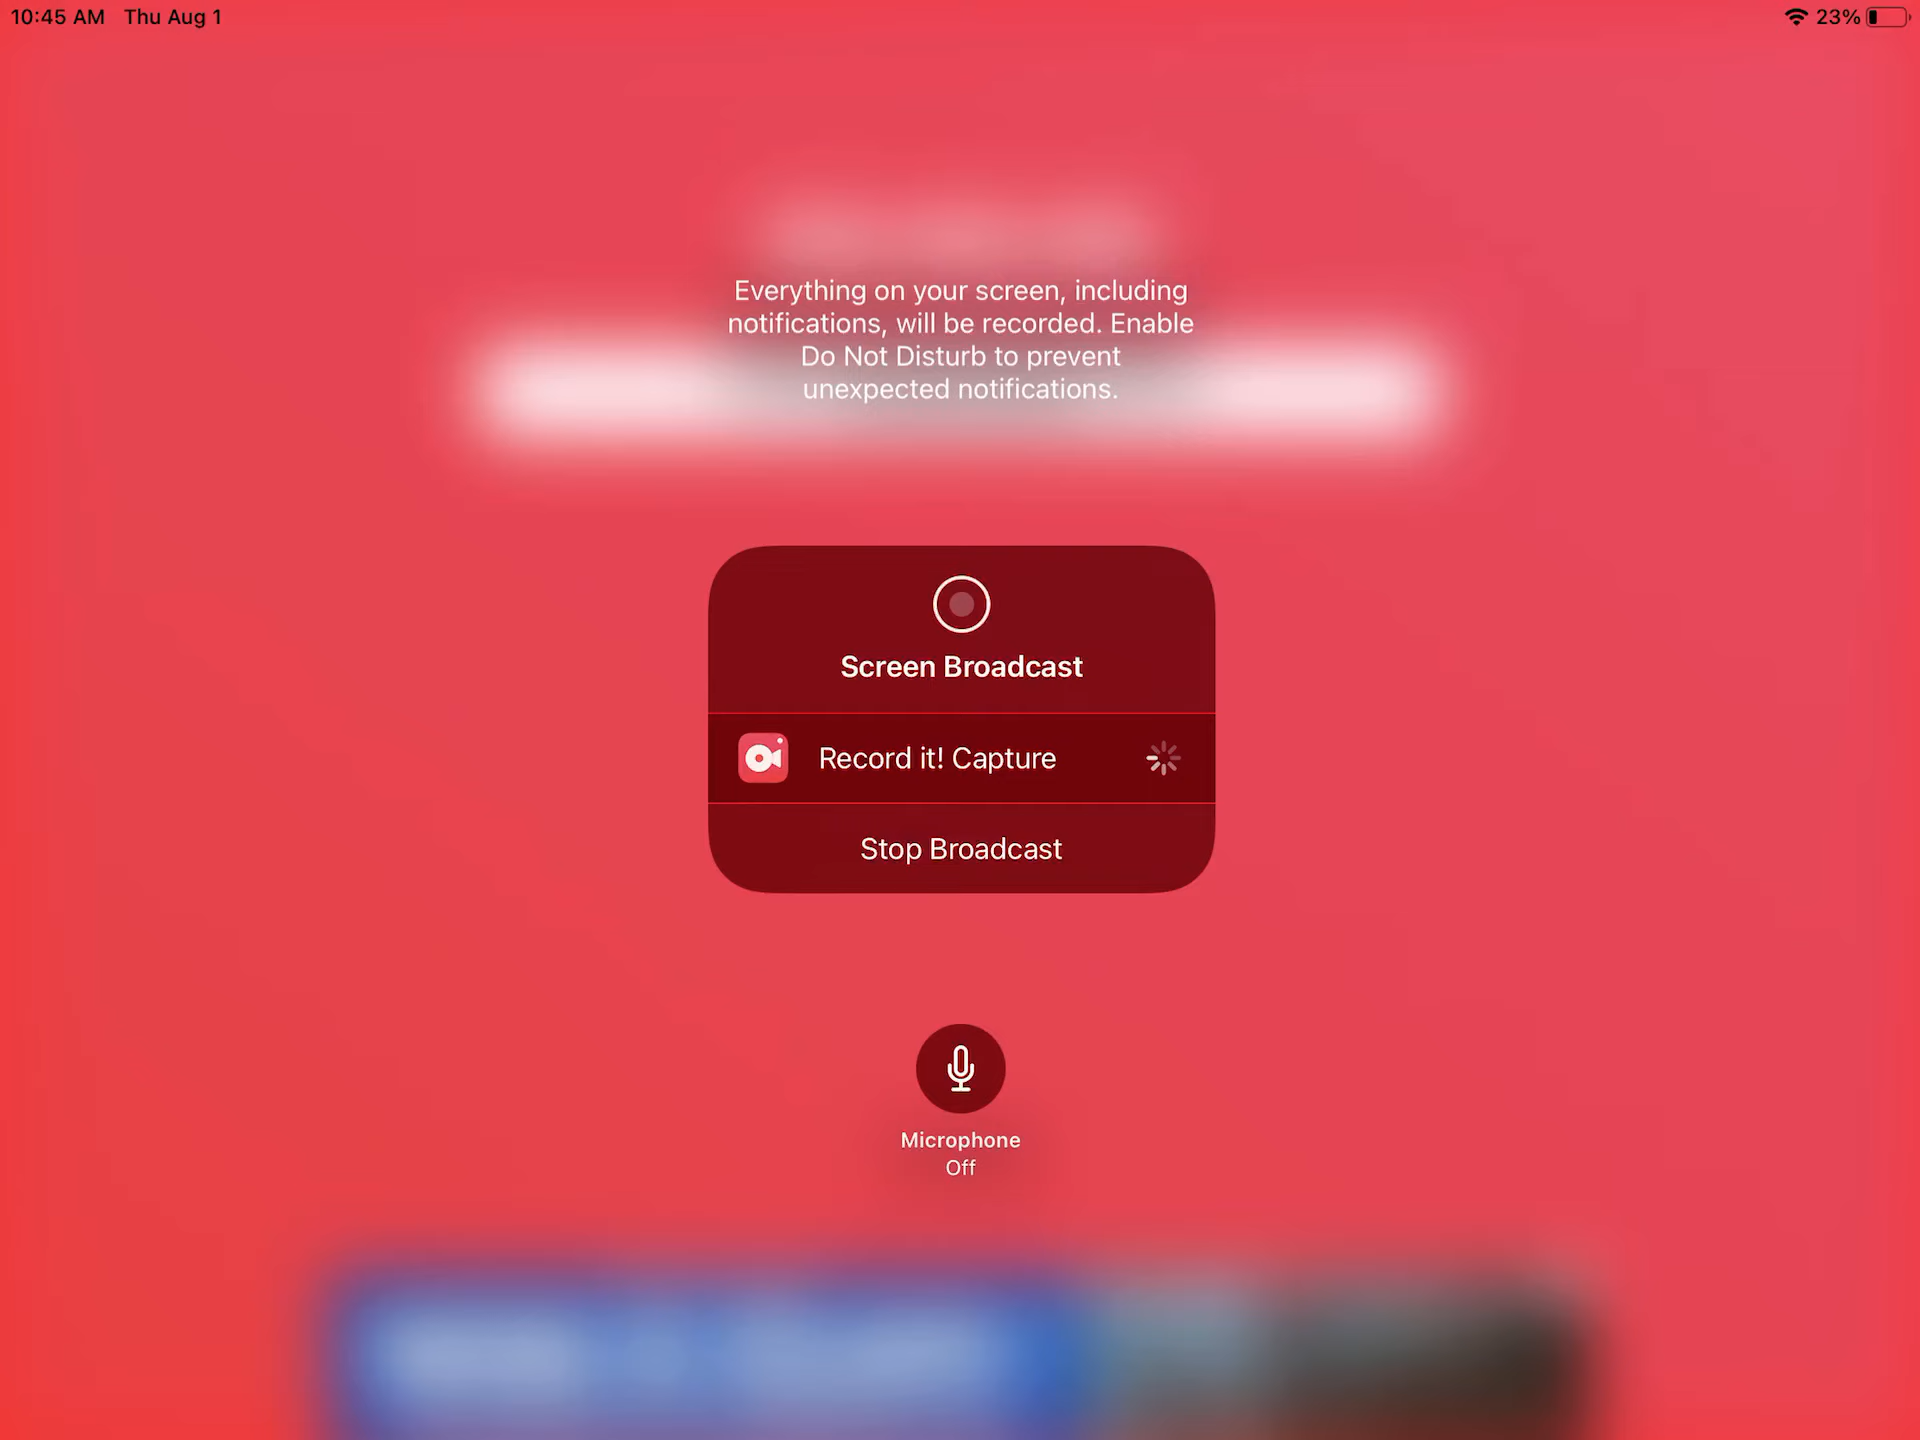 10:45 AM Thu Aug 1
23%
Everything on your screen, including
notifications, will be recorded. Enable
Do Not Disturb to prevent
unexpected notifications.
Screen Broadcast
Record it! Capture
Stop Broadcast
Microphone
Off